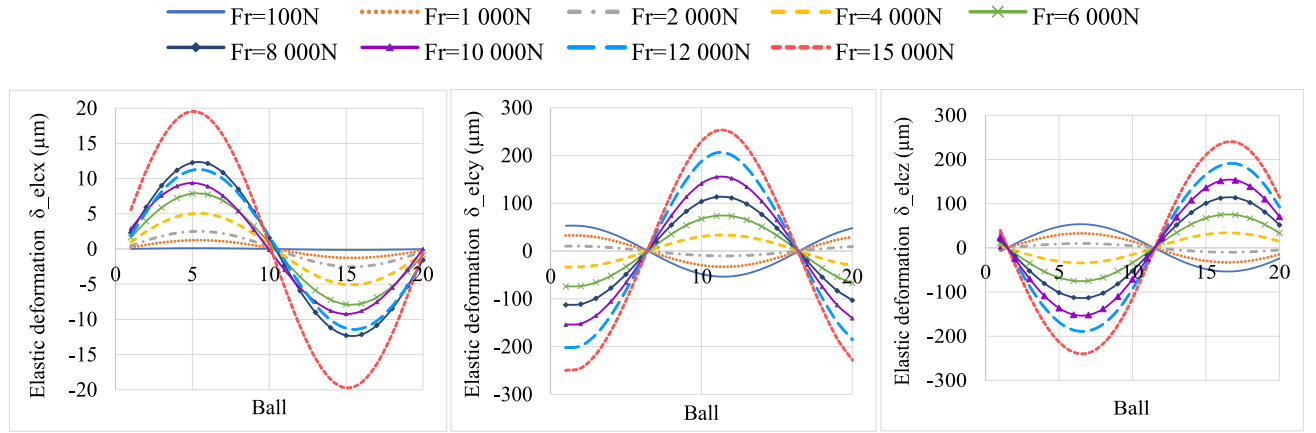 Fr=100N Fr=1 000N Fr=2 000N Fr=4 000N Fr=6 000N
Fr=8 000N Fr=10 000N Fr=12 000N Fr=15 000N
Elastic deformation δ_elcx (µm)
20
15
10
5
0
-5
-10
-15
-20
0 5 10 15 20
Ball
Elastic deformation δ_elcy (µm)
300
200
100
0
-100
-200
-300
0 10 20
Ball
Elastic deformation δ_elcz (µm)
300
200
100
0
-100
-200
-300
0 5 10 15 20
Ball